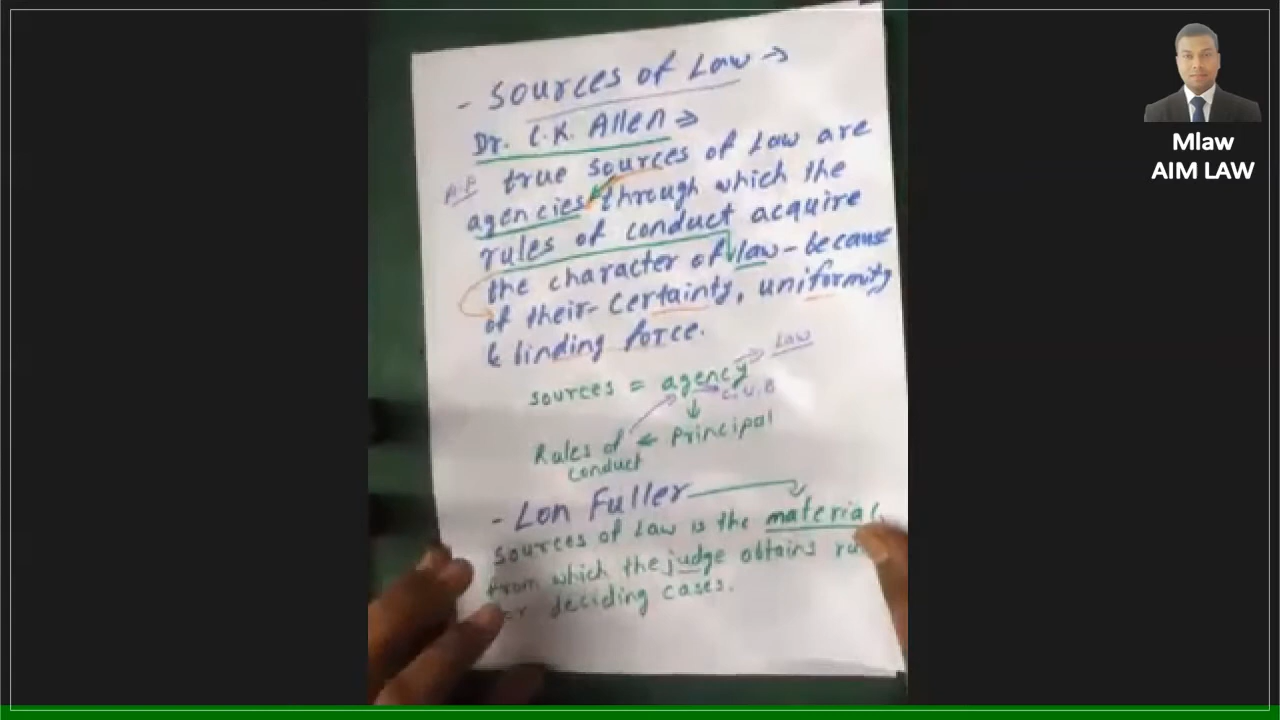 - Sources of Law →
Dr. C.K. Allen →
true sources of Law are
agencies through which the
rules of conduct acquire
the character of law - because
of their - certainty, uniformity
& binding force.
sources = agency → Law
C.U.B
Rules of ← Principal
conduct
- Lon Fuller
sources of Law is the material
from which the judge obtains
deciding cases.
Mlaw
AIM LAW